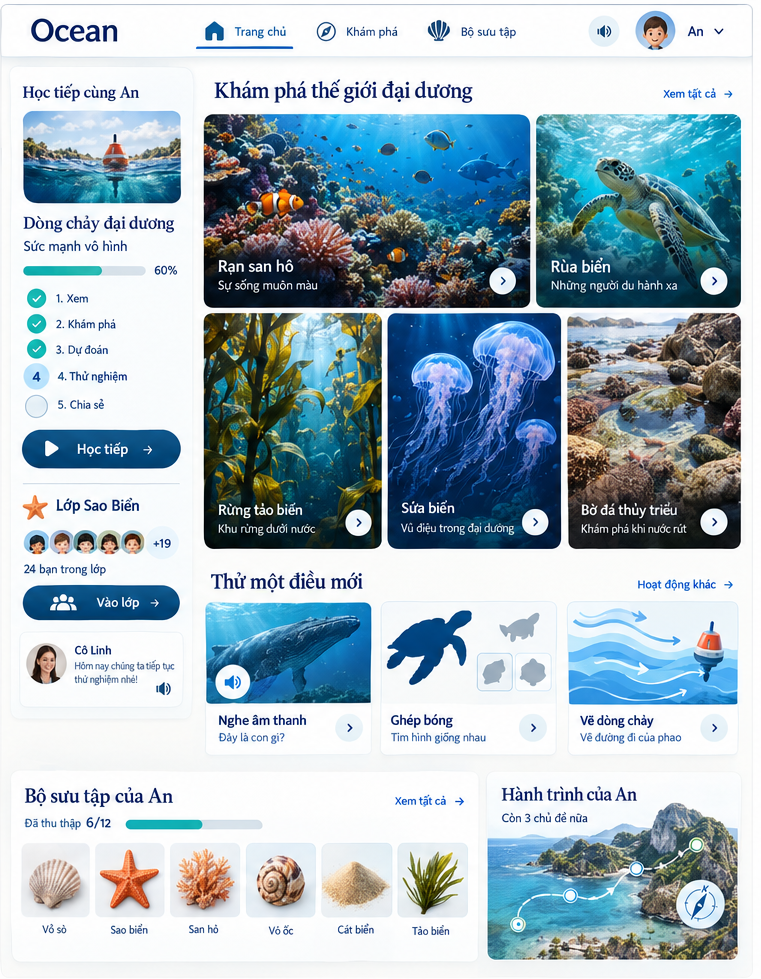 Ocean
Trang chủ
Khám phá
Bộ sưu tập
An
Học tiếp cùng An
Dòng chảy đại dương
Sức mạnh vô hình
60%
1. Xem
2. Khám phá
3. Dự đoán
4
4. Thử nghiệm
5. Chia sẻ
Học tiếp →
Lớp Sao Biển
+19
24 bạn trong lớp
Vào lớp →
Cô Linh
Hôm nay chúng ta tiếp tục
thử nghiệm nhé!
Khám phá thế giới đại dương
Xem tất cả →
Rạn san hô
Sự sống muôn màu
Rùa biển
Những người du hành xa
Rừng tảo biển
Khu rừng dưới nước
Sứa biển
Vũ điệu trong đại dương
Bờ đá thủy triều
Khám phá khi nước rút
Thử một điều mới
Hoạt động khác →
Nghe âm thanh
Đây là con gì?
Ghép bóng
Tìm hình giống nhau
Vẽ dòng chảy
Vẽ đường đi của phao
Bộ sưu tập của An
Xem tất cả →
Đã thu thập 6/12
Vỏ sò
Sao biển
San hô
Vỏ ốc
Cát biển
Tảo biển
Hành trình của An
Còn 3 chủ đề nữa
K